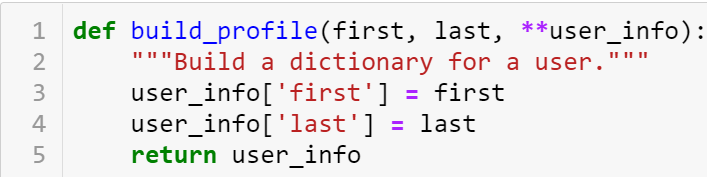 1 def build_profile(first, last, **user_info):
2     """Build a dictionary for a user."""
3     user_info['first'] = first
4     user_info['last'] = last
5     return user_info